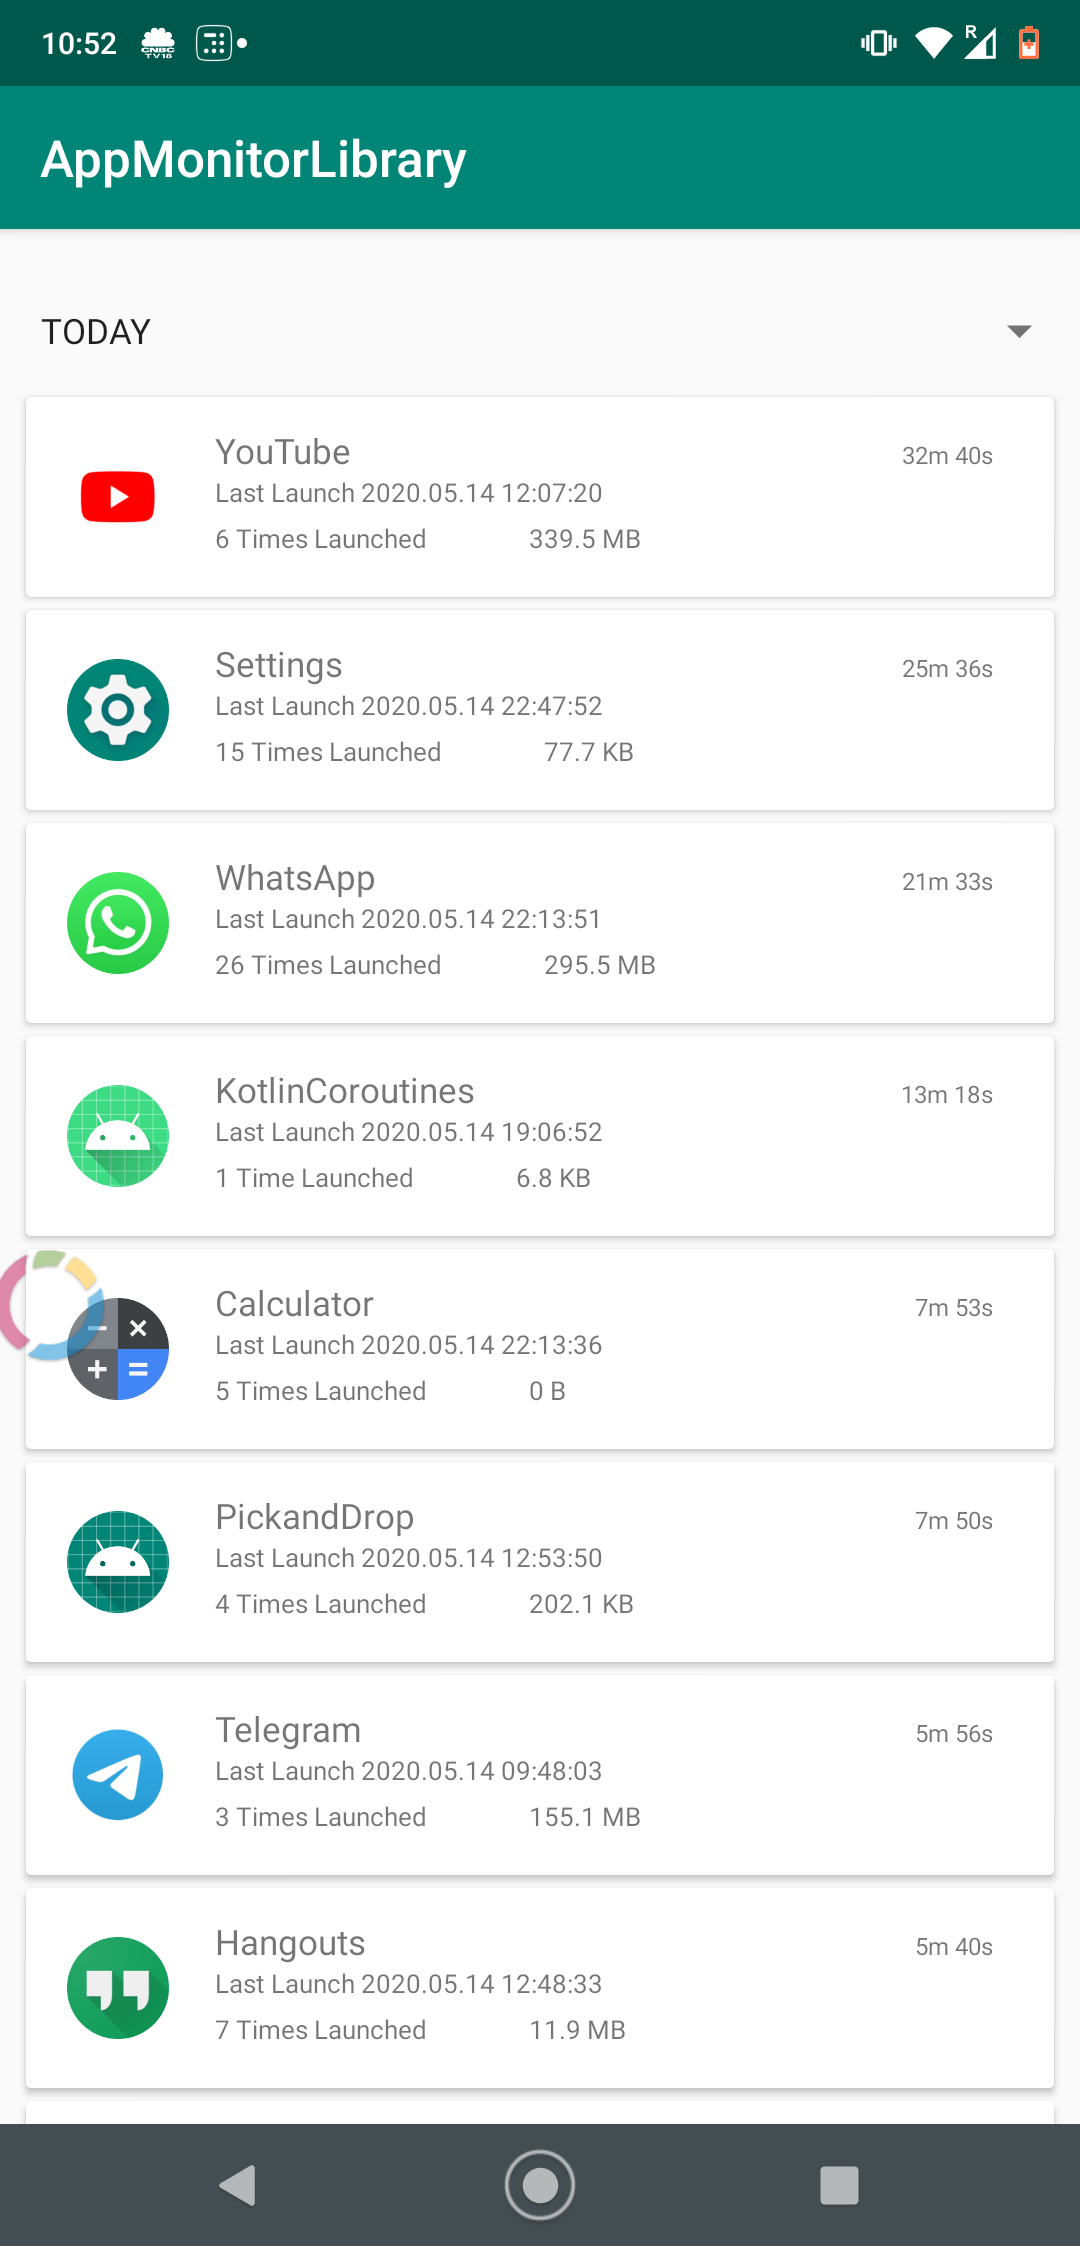 10:52
CNBC
TV18
R
AppMonitorLibrary
TODAY
YouTube
32m 40s
Last Launch 2020.05.14 12:07:20
6 Times Launched 339.5 MB
Settings
25m 36s
Last Launch 2020.05.14 22:47:52
15 Times Launched 77.7 KB
WhatsApp
21m 33s
Last Launch 2020.05.14 22:13:51
26 Times Launched 295.5 MB
KotlinCoroutines
13m 18s
Last Launch 2020.05.14 19:06:52
1 Time Launched 6.8 KB
Calculator
7m 53s
Last Launch 2020.05.14 22:13:36
5 Times Launched 0 B
PickandDrop
7m 50s
Last Launch 2020.05.14 12:53:50
4 Times Launched 202.1 KB
Telegram
5m 56s
Last Launch 2020.05.14 09:48:03
3 Times Launched 155.1 MB
Hangouts
5m 40s
Last Launch 2020.05.14 12:48:33
7 Times Launched 11.9 MB